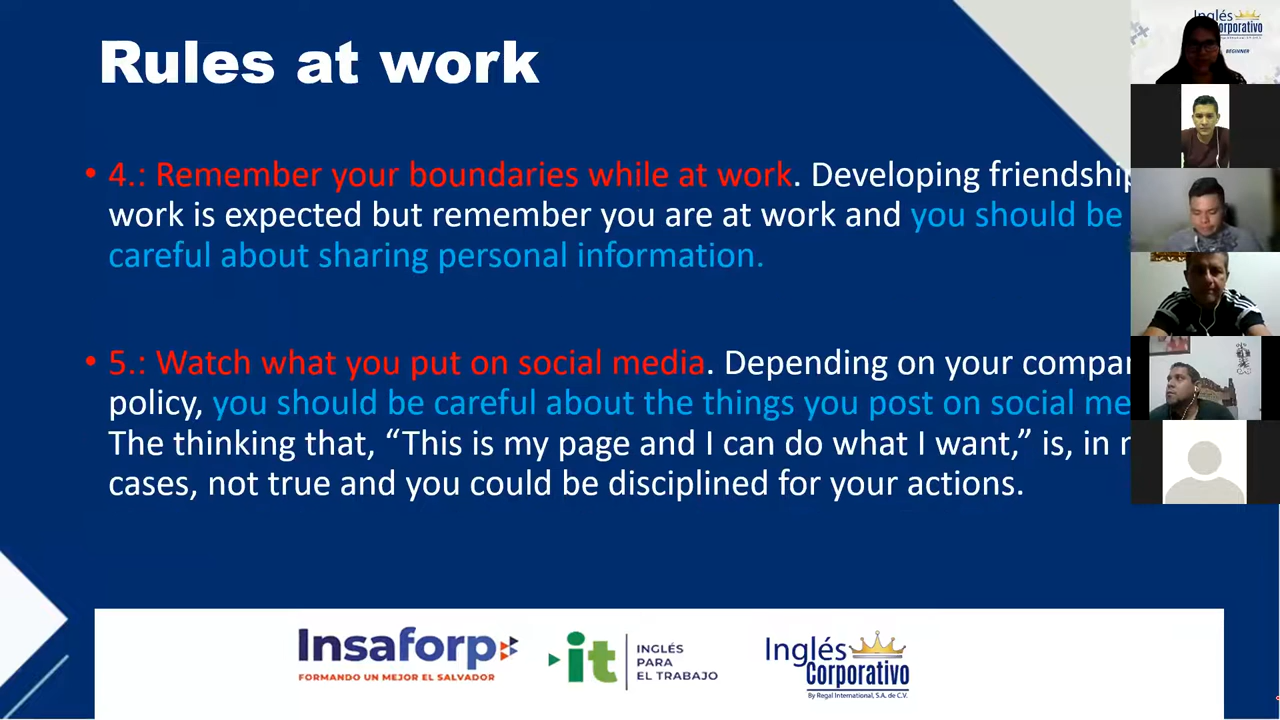 Rules at work
• 4.: Remember your boundaries while at work. Developing
work is expected but remember you are at work and you should be
careful about sharing personal information.
• 5.: Watch what you put on social media. Depending on your
policy, you should be careful about the things you post on social
The thinking that, “This is my page and I can do what I want,” is, in
cases, not true and you could be disciplined for your actions.
Insaforp
FORMANDO UN MEJOR EL SALVADOR
it
INGLÉS
PARA
EL TRABAJO
Inglés
Corporativo
By Regal International, S.A. de C.V.
Inglés
BEGINNER